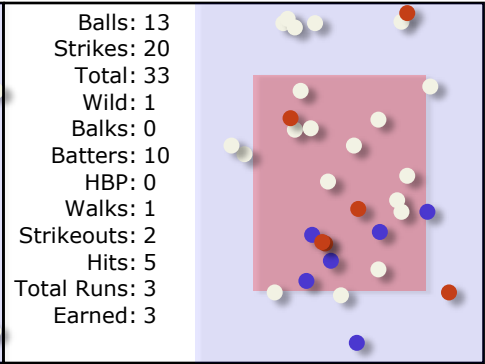 Balls: 13
Strikes: 20
Total: 33
Wild: 1
Balks: 0
Batters: 10
HBP: 0
Walks: 1
Strikeouts: 2
Hits: 5
Total Runs: 3
Earned: 3